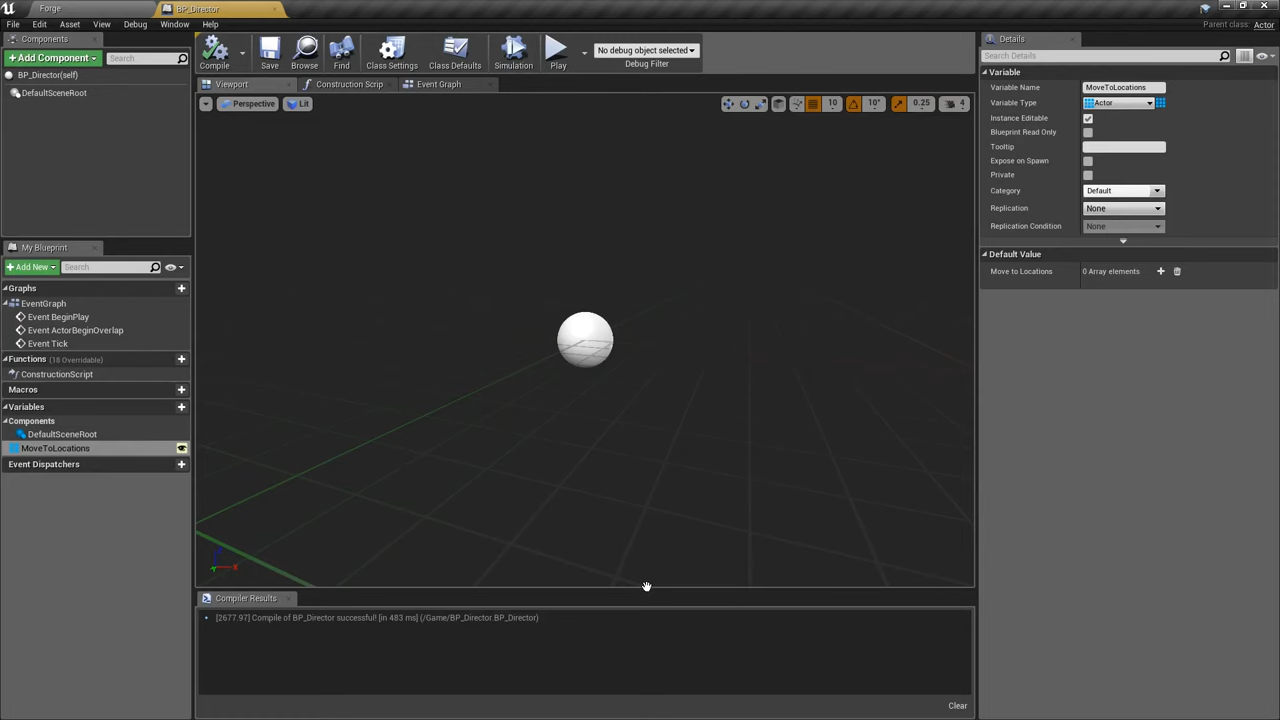 Forge
BP_Director
File Edit Asset View Debug Window Help
Parent class: Actor
Components
+ Add Component
Search
BP_Director(self)
DefaultSceneRoot
My Blueprint
+ Add New
Search
Graphs
EventGraph
Event BeginPlay
Event ActorBeginOverlap
Event Tick
Functions (18 Overridable)
ConstructionScript
Macros
Variables
Components
DefaultSceneRoot
MoveToLocations
Event Dispatchers
Compile
Save
Browse
Find
Class Settings
Class Defaults
Simulation
Play
No debug object selected
Debug Filter
Viewport
Construction Scrip
Event Graph
Perspective
Lit
10
10°
0.25
4
X
Compiler Results
[2677.97] Compile of BP_Director successful! [in 483 ms] (/Game/BP_Director.BP_Director)
Clear
Details
Search Details
Variable
Variable Name MoveToLocations
Variable Type Actor
Instance Editable
Blueprint Read Only
Tooltip
Expose on Spawn
Private
Category Default
Replication None
Replication Condition None
Default Value
Move to Locations 0 Array elements